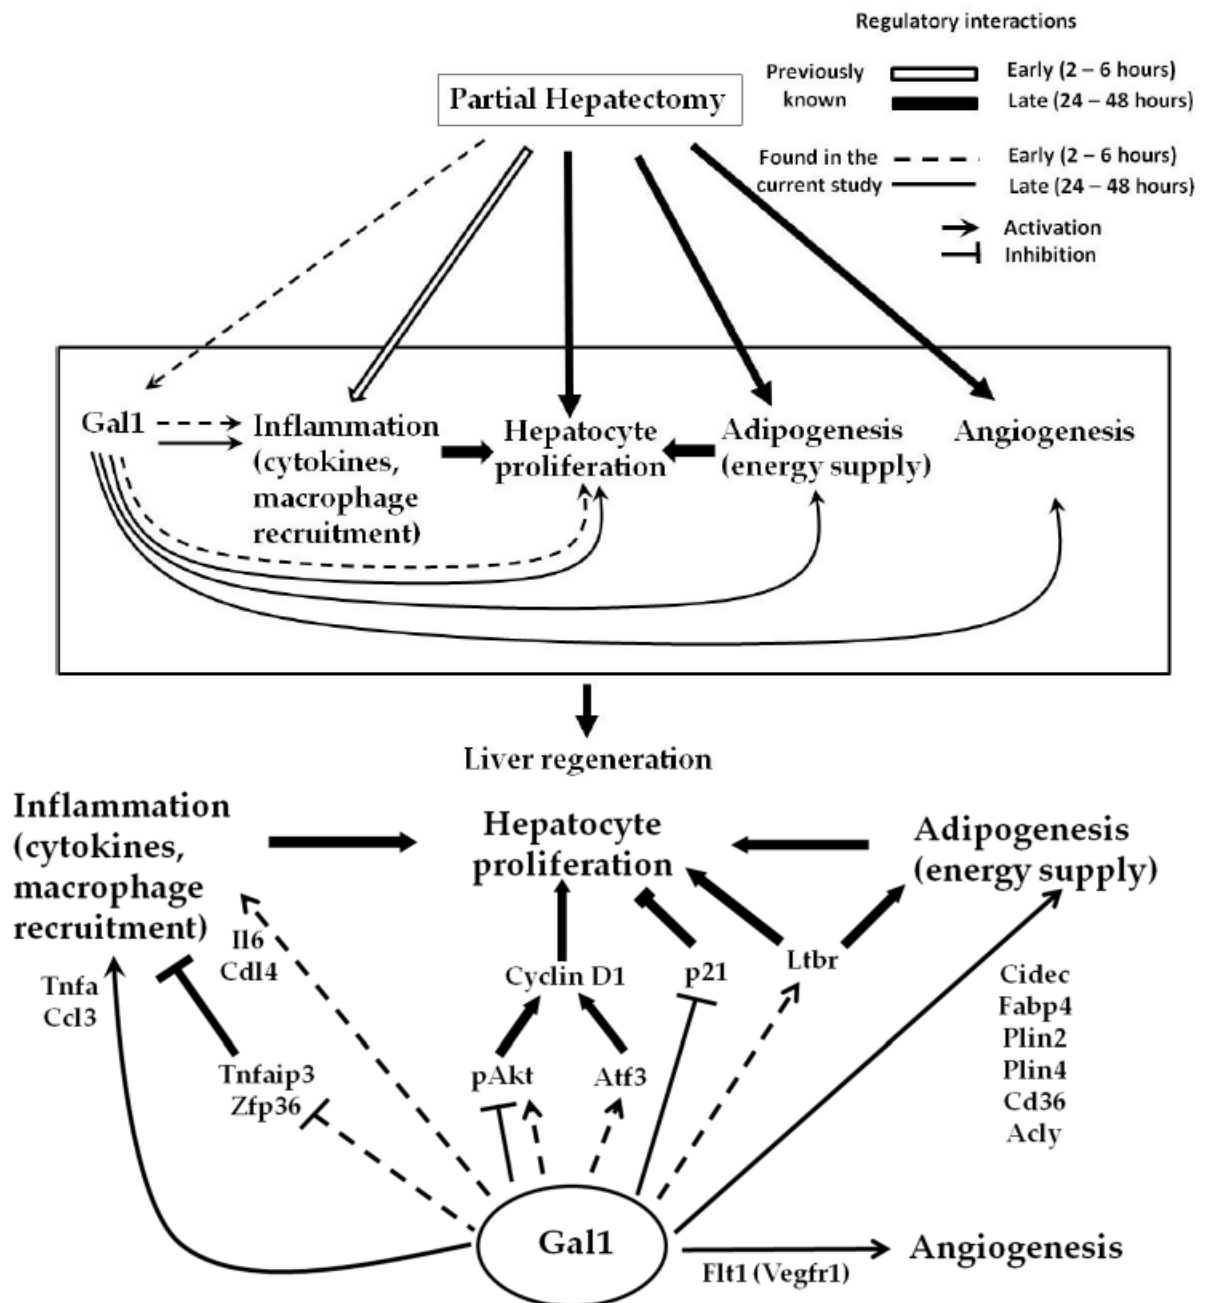 Regulatory interactions
Previously known
Early (2 – 6 hours)
Late (24 – 48 hours)
Found in the current study
Early (2 – 6 hours)
Late (24 – 48 hours)
Activation
Inhibition
Partial Hepatectomy
Gal1
Inflammation
(cytokines,
macrophage
recruitment)
Hepatocyte
proliferation
Adipogenesis
(energy supply)
Angiogenesis
Liver regeneration
Inflammation
(cytokines,
macrophage
recruitment)
Hepatocyte
proliferation
Adipogenesis
(energy supply)
Il6
Cd14
Tnfa
Ccl3
Cyclin D1
p21
Ltbr
Cidec
Fabp4
Plin2
Plin4
Cd36
Acly
Tnfaip3
Zfp36
pAkt
Atf3
Gal1
Angiogenesis
Flt1 (Vegfr1)